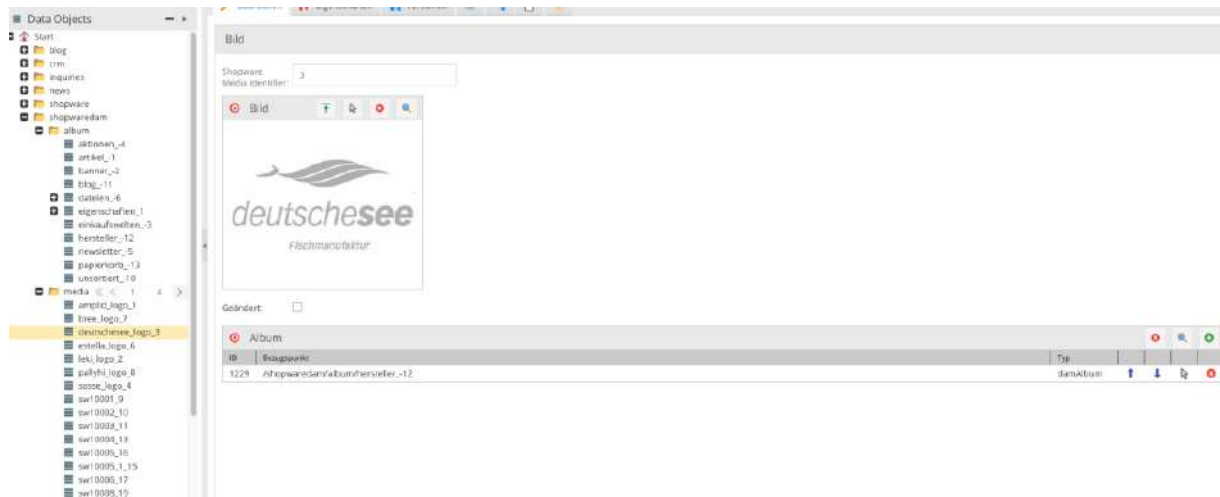 Data Objects
Start
blog
crm
inquiries
news
shopware
shopwaredam
album
aktionen_-4
artikel_-1
banner_-2
blog_-11
dateien_-6
eigenschaften_1
einkaufswelten_-3
hersteller_-12
newsletter_-5
papierkorb_-13
unsortiert_-10
media << < 1 4 >
amplid_logo_1
bree_logo_7
deutschesee_logo_3
estella_logo_6
leki_logo_2
pallyhi_logo_8
sasse_logo_4
sw10001_9
sw10002_10
sw10003_11
sw10004_13
sw10005_16
sw10005_1_15
sw10006_17
sw10008_19
Bild
Shopware
Media Identifier:
3
Bild
deutschesee
Fischmanufaktur
Geändert:
Album
ID Bezugspunkt Typ
1229 /shopwaredam/album/hersteller_-12 damAlbum